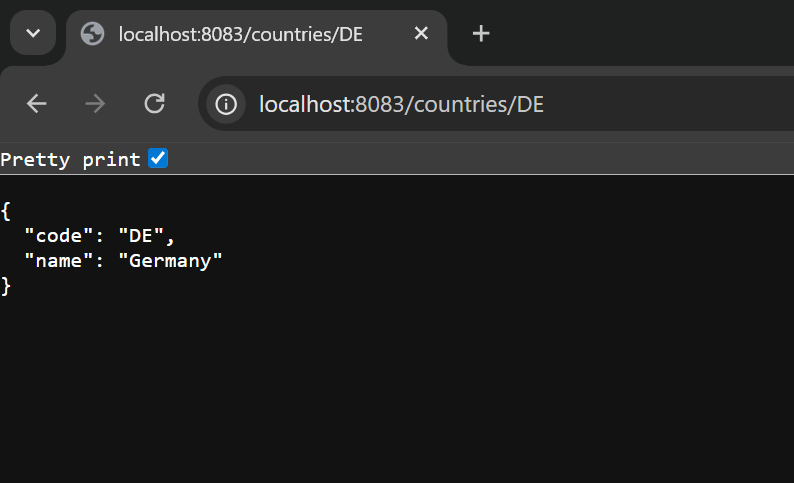 localhost:8083/countries/DE
localhost:8083/countries/DE
Pretty print
{
  "code": "DE",
  "name": "Germany"
}